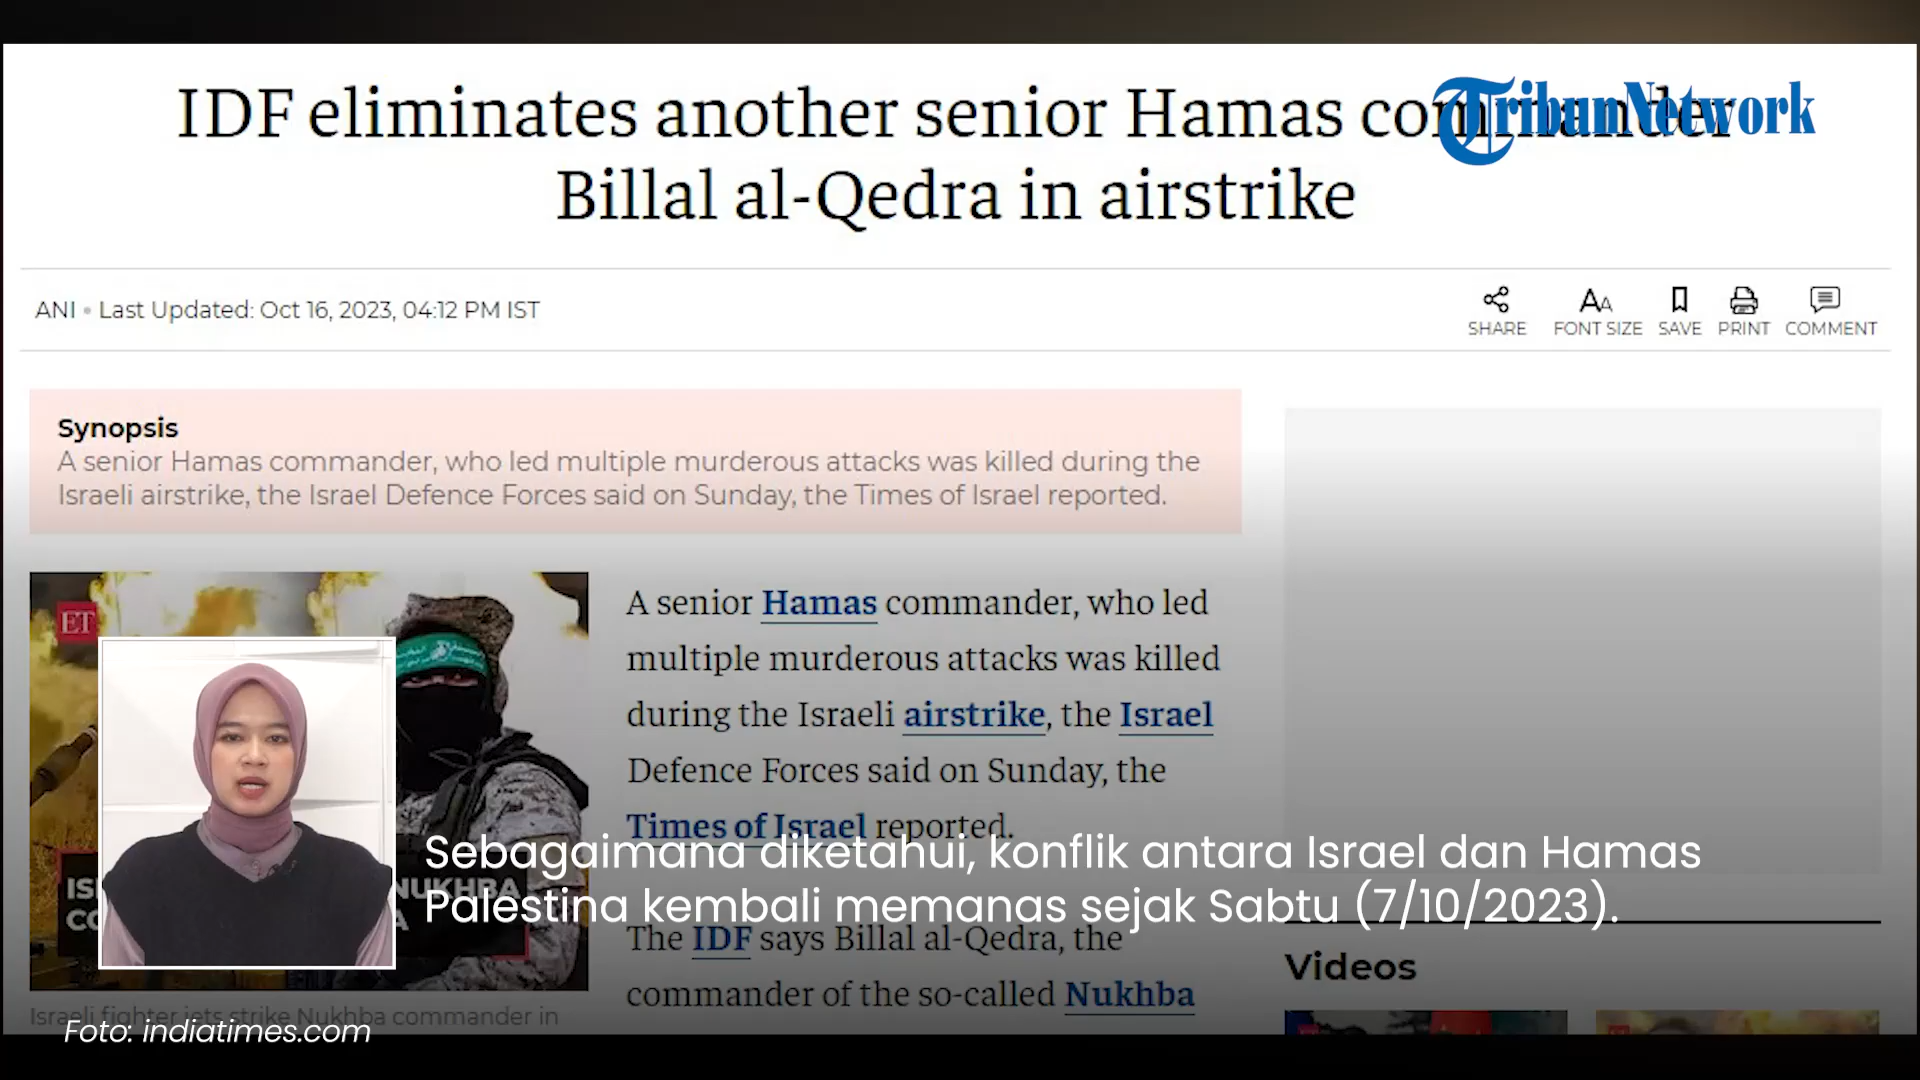 IDF eliminates another senior Hamas commander
TribunNetwork
Billal al-Qedra in airstrike
ANI • Last Updated: Oct 16, 2023, 04:12 PM IST
SHARE
FONT SIZE
SAVE
PRINT
COMMENT
Synopsis
A senior Hamas commander, who led multiple murderous attacks was killed during the
Israeli airstrike, the Israel Defence Forces said on Sunday, the Times of Israel reported.
ET
A senior Hamas commander, who led
multiple murderous attacks was killed
during the Israeli airstrike, the Israel
Defence Forces said on Sunday, the
Times of Israel reported.
Sebagaimana diketahui, konflik antara Israel dan Hamas
Palestina kembali memanas sejak Sabtu (7/10/2023).
NUKHBA
The IDF says Billal al-Qedra, the
commander of the so-called Nukhba
Videos
Israeli fighter jets strike Nukhba commander in
Foto: indiatimes.com